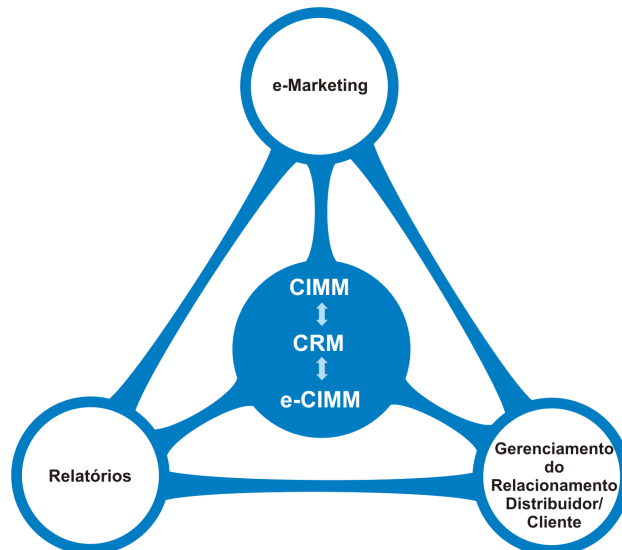 e-Marketing
CIMM
CRM
e-CIMM
Relatórios
Gerenciamento
do
Relacionamento
Distribuidor/
Cliente